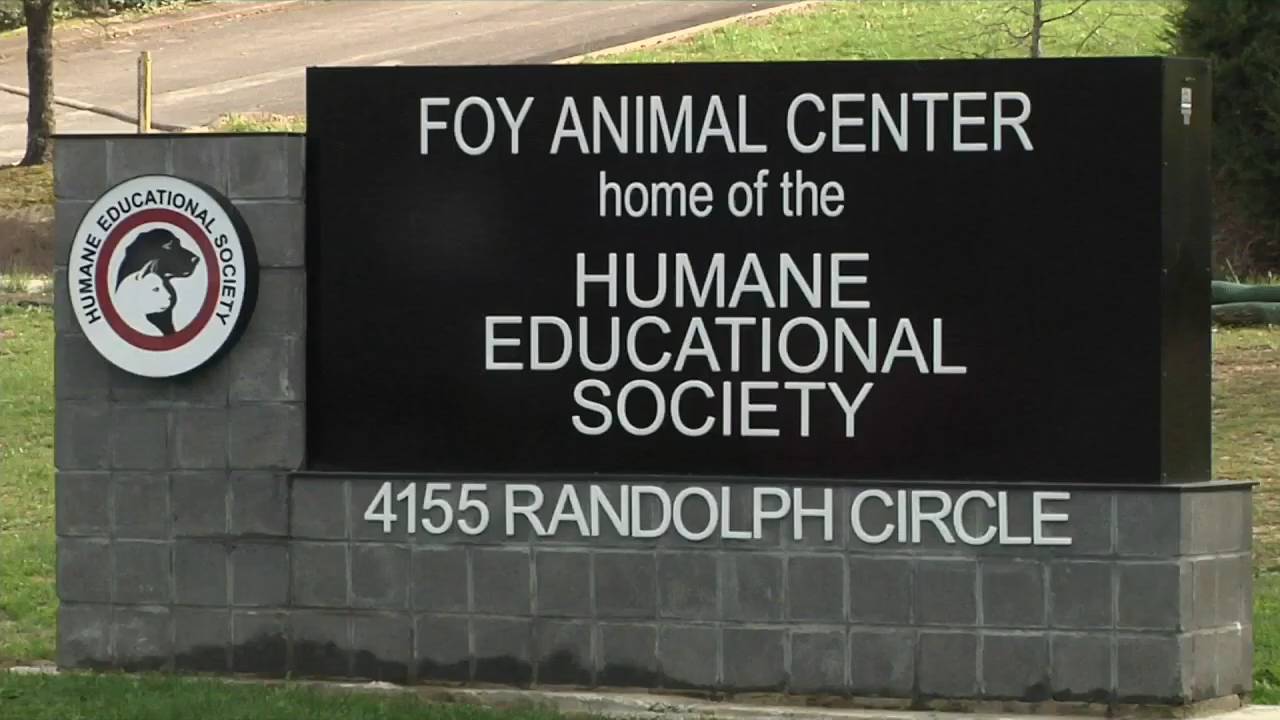 FOY ANIMAL CENTER
home of the
HUMANE
EDUCATIONAL
SOCIETY
4155 RANDOLPH CIRCLE
HUMANE EDUCATIONAL SOCIETY